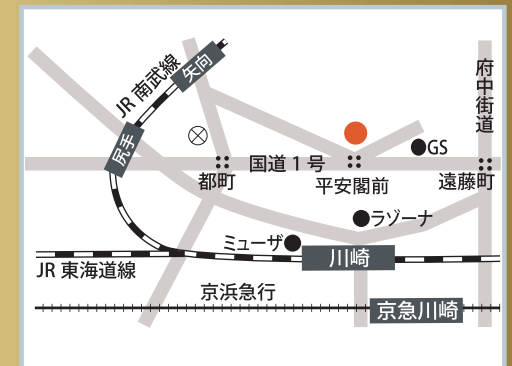 矢向
JR 南武線
府中街道
尻手
GS
国道1号
都町
平安閣前
遠藤町
ラゾーナ
ミューザ
川崎
JR 東海道線
京浜急行
京急川崎